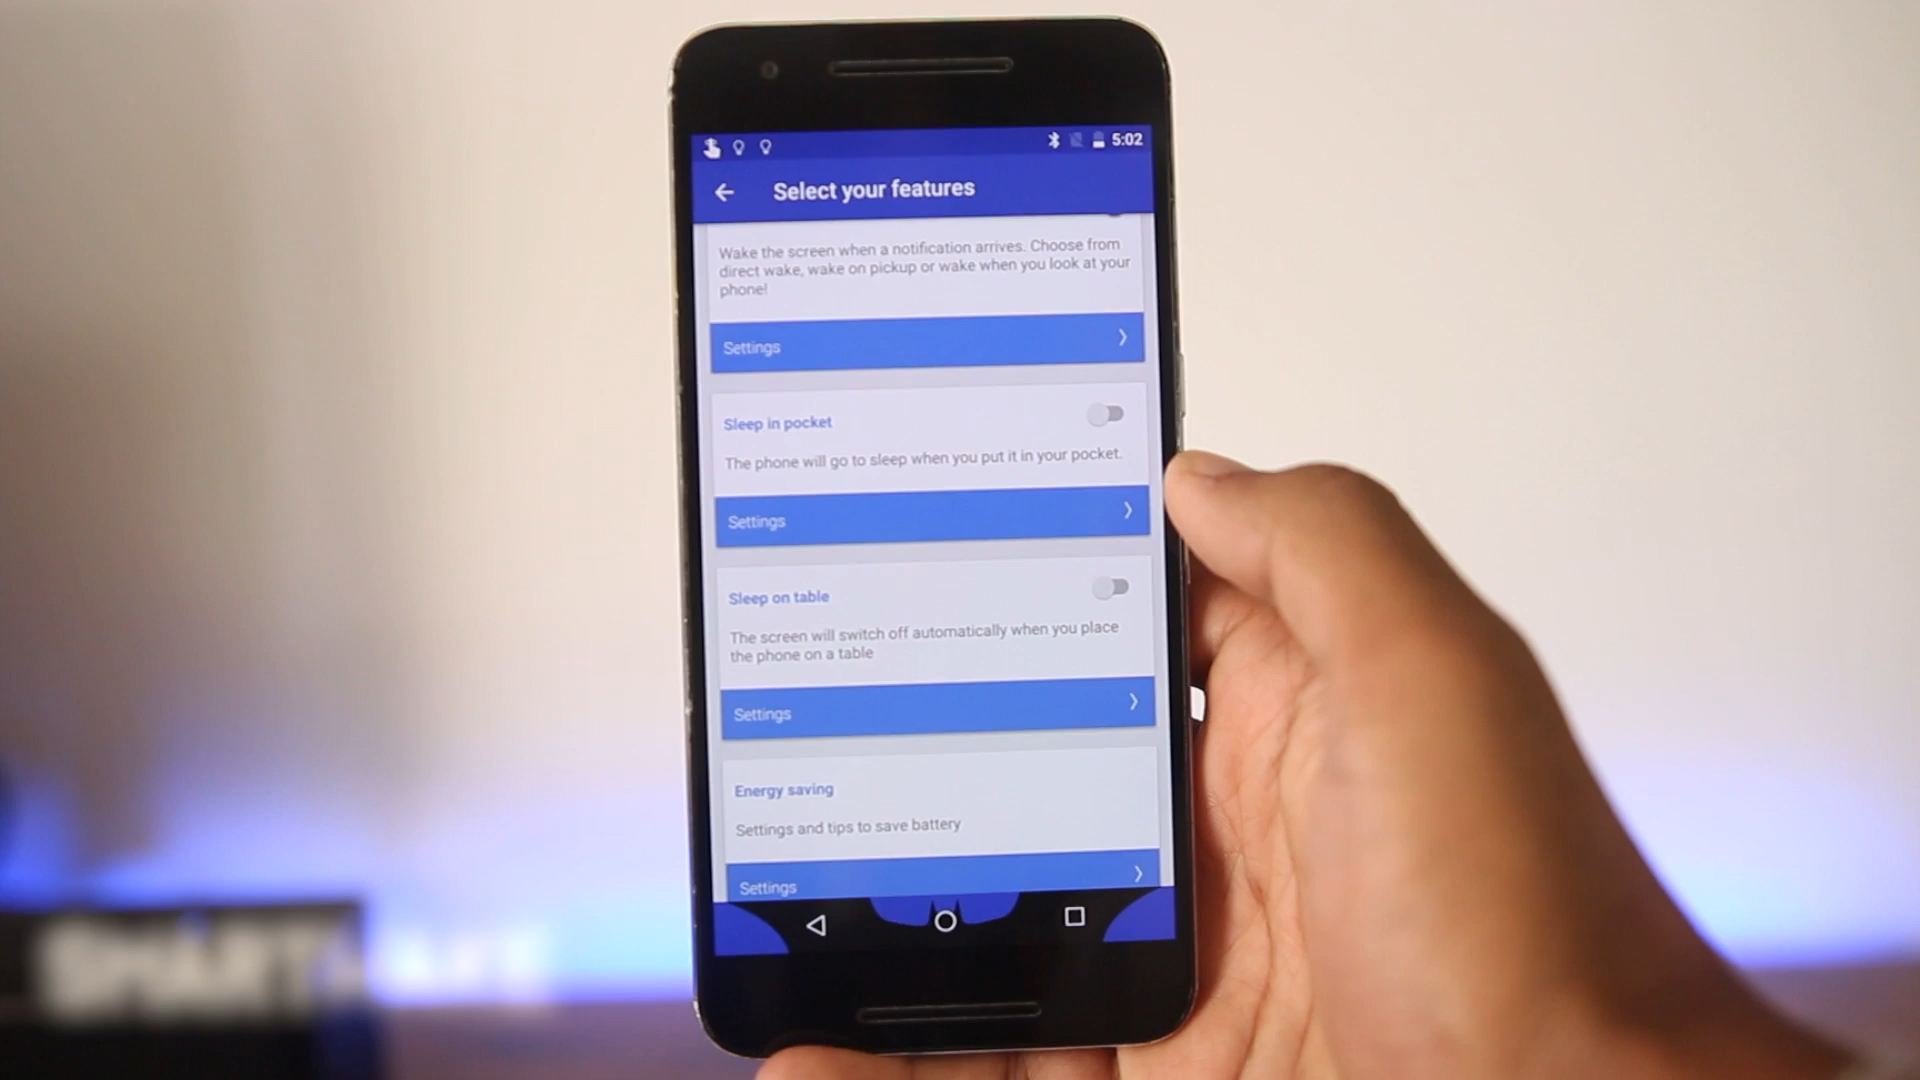 5:02
Select your features
Wake the screen when a notification arrives. Choose from
direct wake, wake on pickup or wake when you look at your
phone!
Settings
Sleep in pocket
The phone will go to sleep when you put it in your pocket.
Settings
Sleep on table
The screen will switch off automatically when you place
the phone on a table
Settings
Energy saving
Settings and tips to save battery
Settings